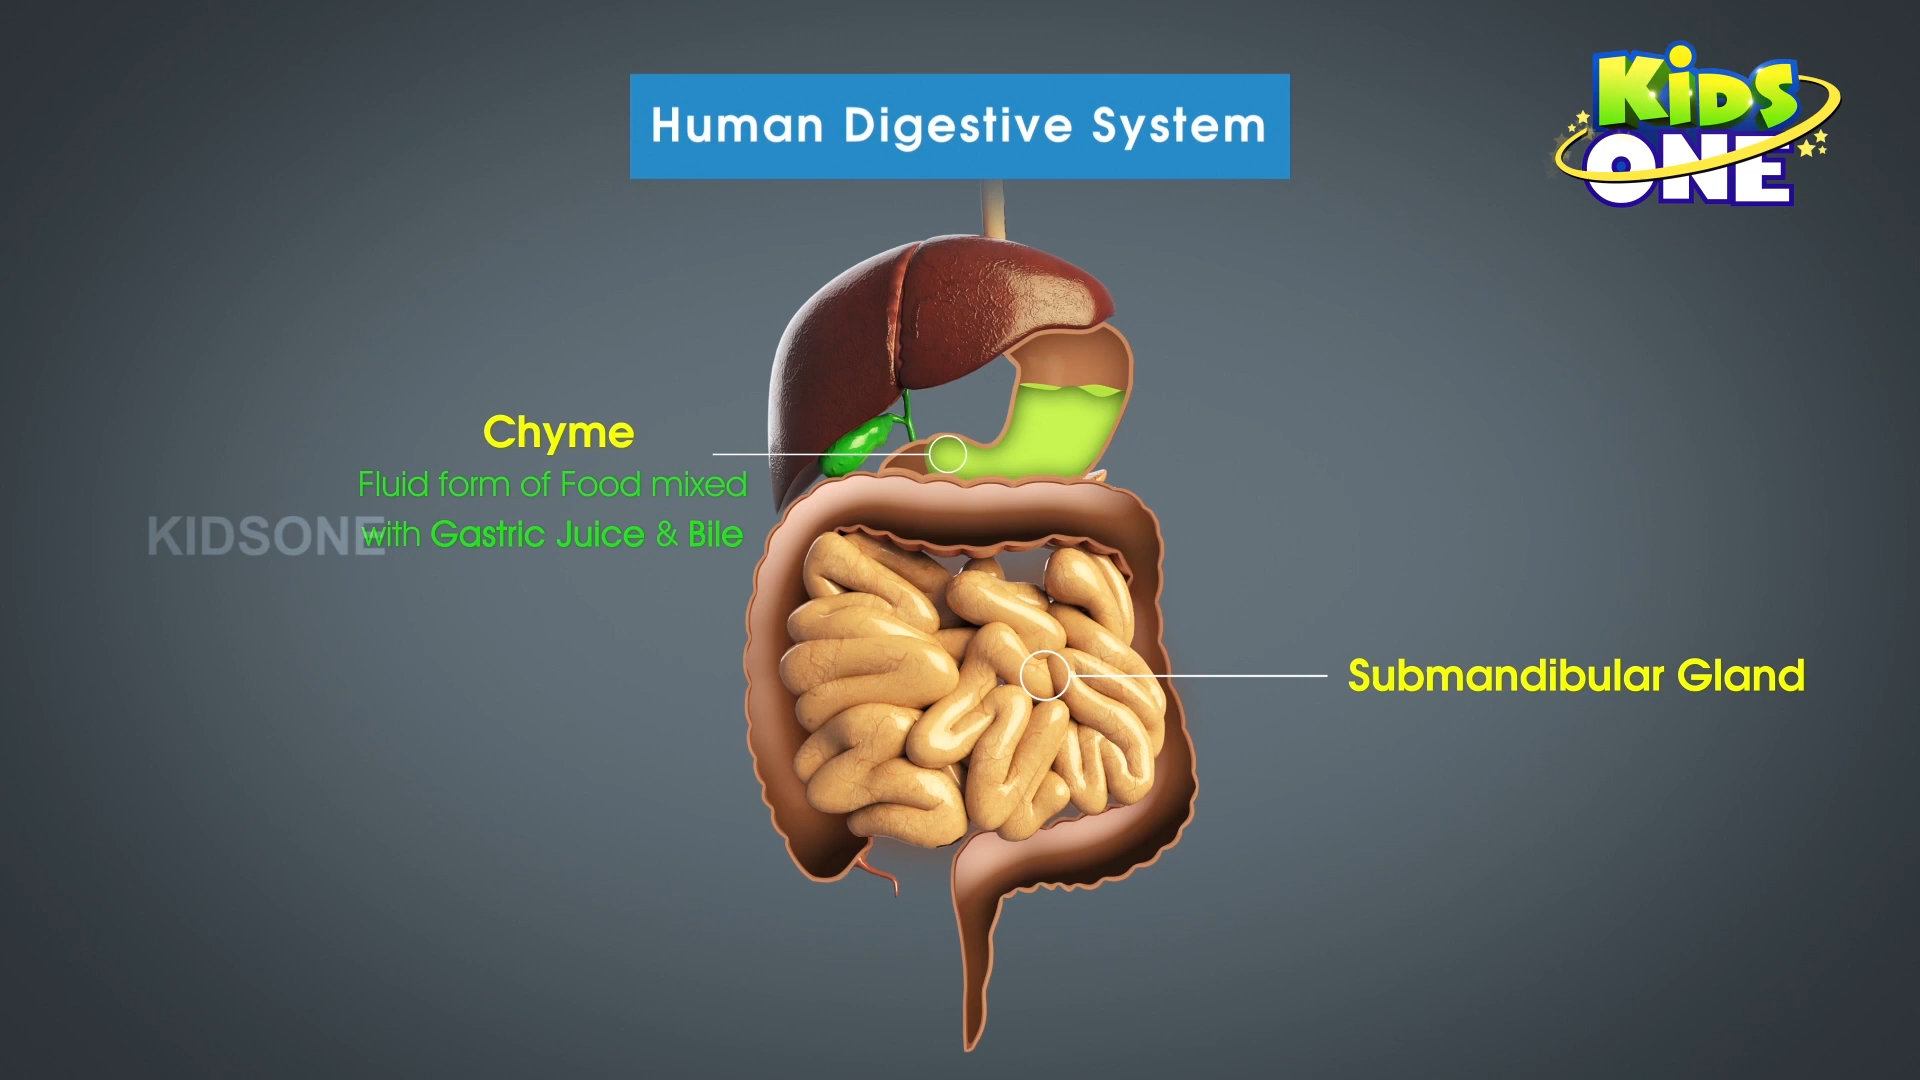 Human Digestive System
KiDS
ONE
Chyme
Fluid form of Food mixed
with Gastric Juice & Bile
KIDSONE
Submandibular Gland